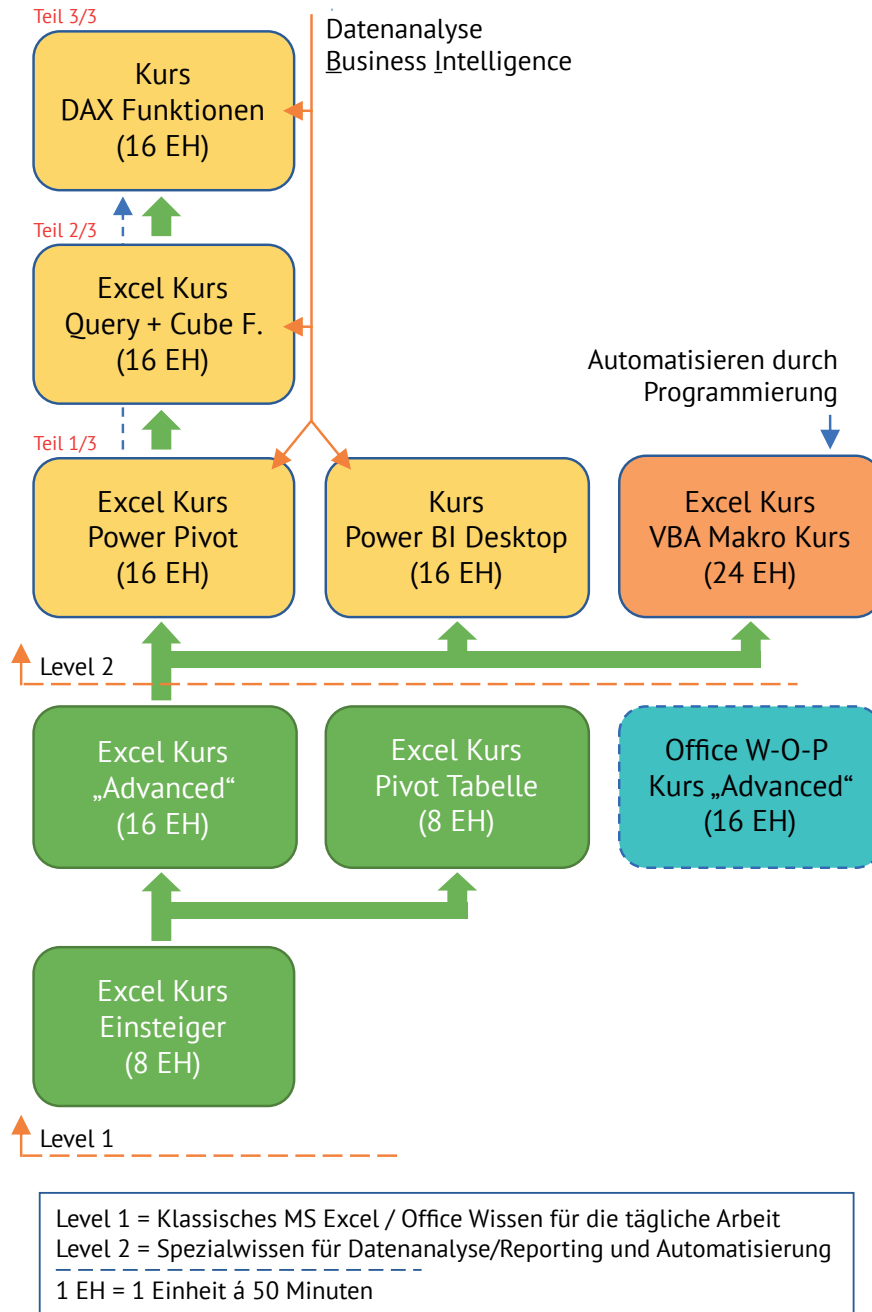 Teil 3/3
Kurs
DAX Funktionen
(16 EH)
Datenanalyse
Business Intelligence
Teil 2/3
Excel Kurs
Query + Cube F.
(16 EH)
Automatisieren durch
Programmierung
Teil 1/3
Excel Kurs
Power Pivot
(16 EH)
Kurs
Power BI Desktop
(16 EH)
Excel Kurs
VBA Makro Kurs
(24 EH)
Level 2
Excel Kurs
„Advanced“
(16 EH)
Excel Kurs
Pivot Tabelle
(8 EH)
Office W-O-P
Kurs „Advanced“
(16 EH)
Excel Kurs
Einsteiger
(8 EH)
Level 1
Level 1 = Klassisches MS Excel / Office Wissen für die tägliche Arbeit
Level 2 = Spezialwissen für Datenanalyse/Reporting und Automatisierung
1 EH = 1 Einheit á 50 Minuten